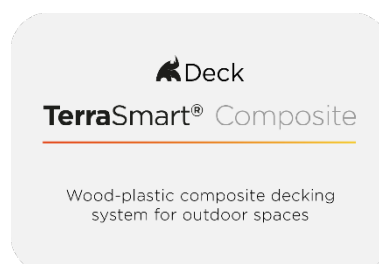 Deck
TerraSmart® Composite
Wood-plastic composite decking
system for outdoor spaces